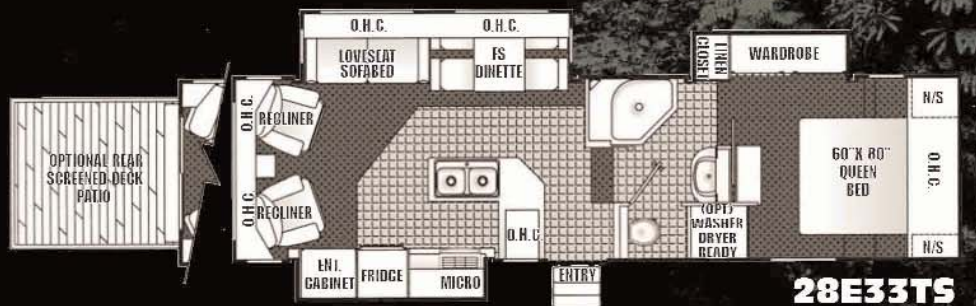 O.H.C.
O.H.C.
LOVESEAT
SOFABED
FS
DINETTE
LINEN
CLOSET
WARDROBE
N/S
O.H.C.
RECLINER
OPTIONAL REAR
SCREENED DECK
PATIO
60"X 80"
QUEEN
BED
O.H.C.
O.H.C
RECLINER
O.H.C
(OPT)
WASHER
DRYER
READY
N/S
ENT.
CABINET
FRIDGE
MICRO
ENTRY
28E33TS